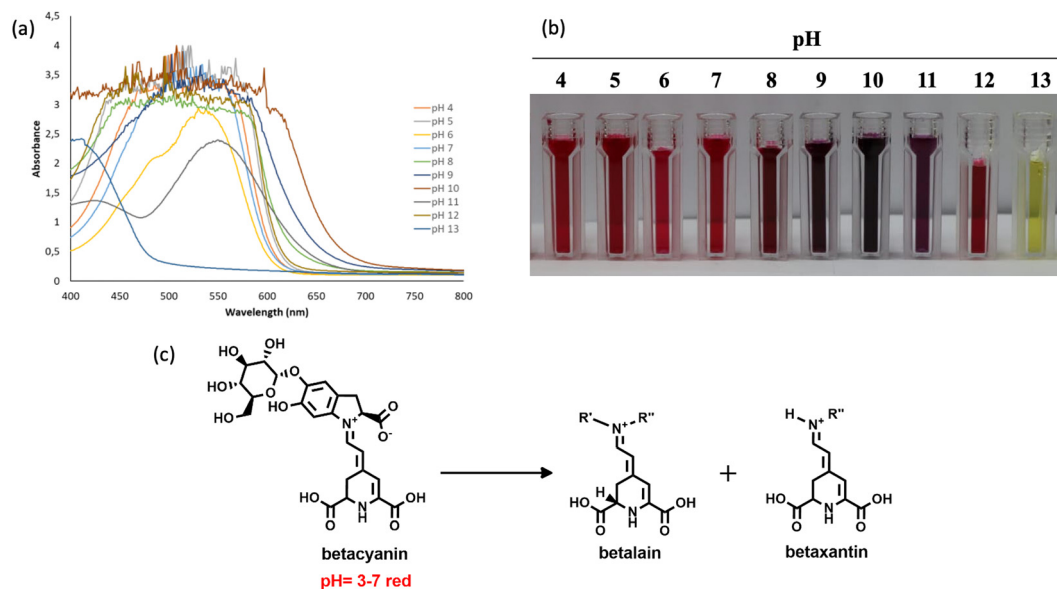 (a)
4,5
4
3,5
3
2,5
2
1,5
1
0,5
0
Absorbance
400 450 500 550 600 650 700 750 800
Wavelength (nm)
pH 4
pH 5
pH 6
pH 7
pH 8
pH 9
pH 10
pH 11
pH 12
pH 13
(b)
pH
4 5 6 7 8 9 10 11 12 13
(c)
HO OH
HO O
HO O
HO HO O
N+ O-
HO OH
O N O
H
betacyanin
pH= 3-7 red
R' N+ R"
H
HO OH
O N O
H
betalain
+
H N+ R"
HO OH
O N O
H
betaxantin